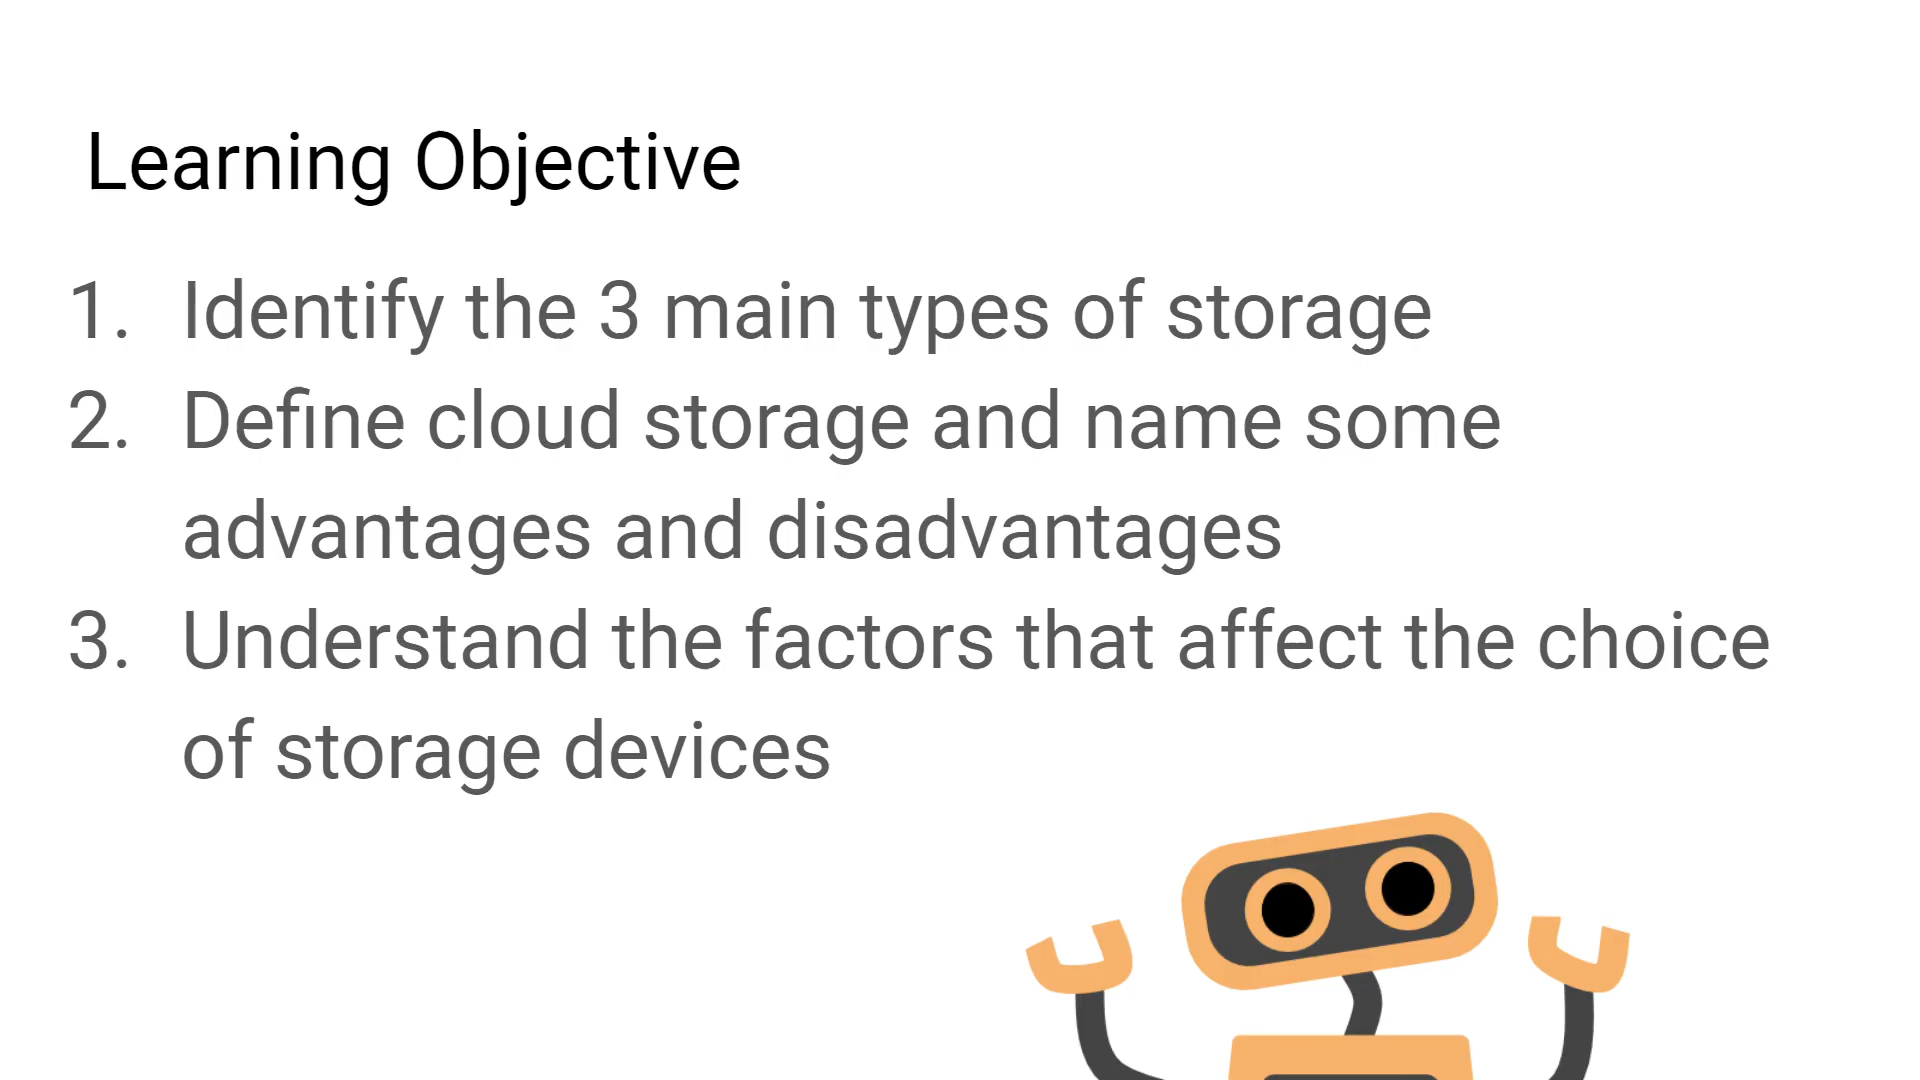 Learning Objective
1. Identify the 3 main types of storage
2. Define cloud storage and name some
advantages and disadvantages
3. Understand the factors that affect the choice
of storage devices